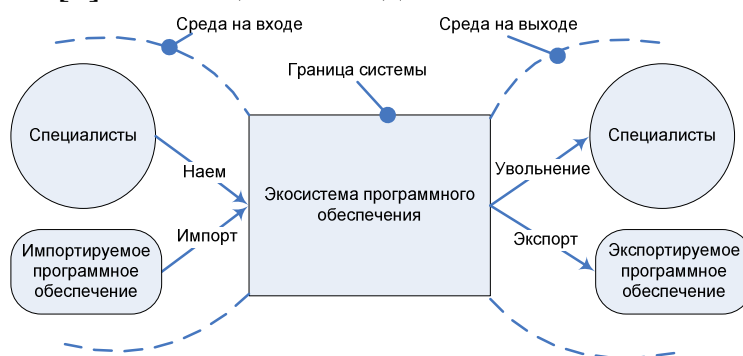 Среда на входе
Среда на выходе
Граница системы
Специалисты
Наем
Импорт
Импортируемое
программное
обеспечение
Экосистема программного
обеспечения
Увольнение
Экспорт
Специалисты
Экспортируемое
программное
обеспечение